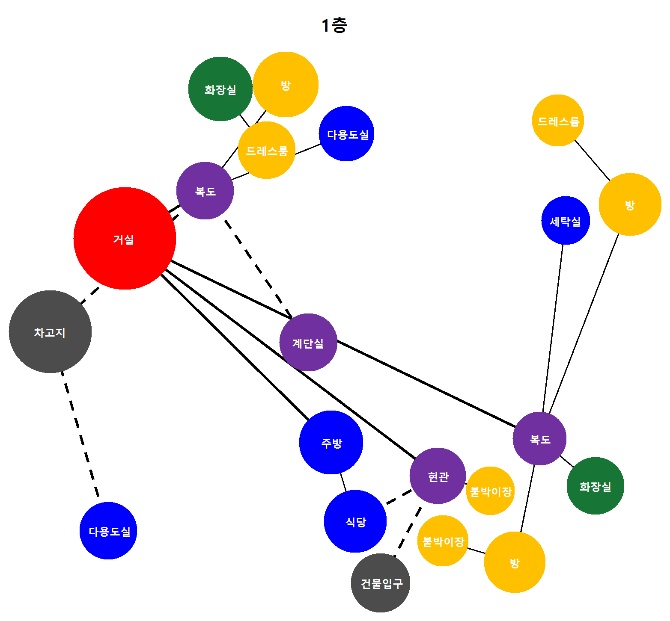 1층
화장실
방
드레스룸
다용도실
드레스룸
복도
방
세탁실
거실
차고지
계단실
주방
복도
현관
화장실
붙박이장
식당
다용도실
붙박이장
방
건물입구